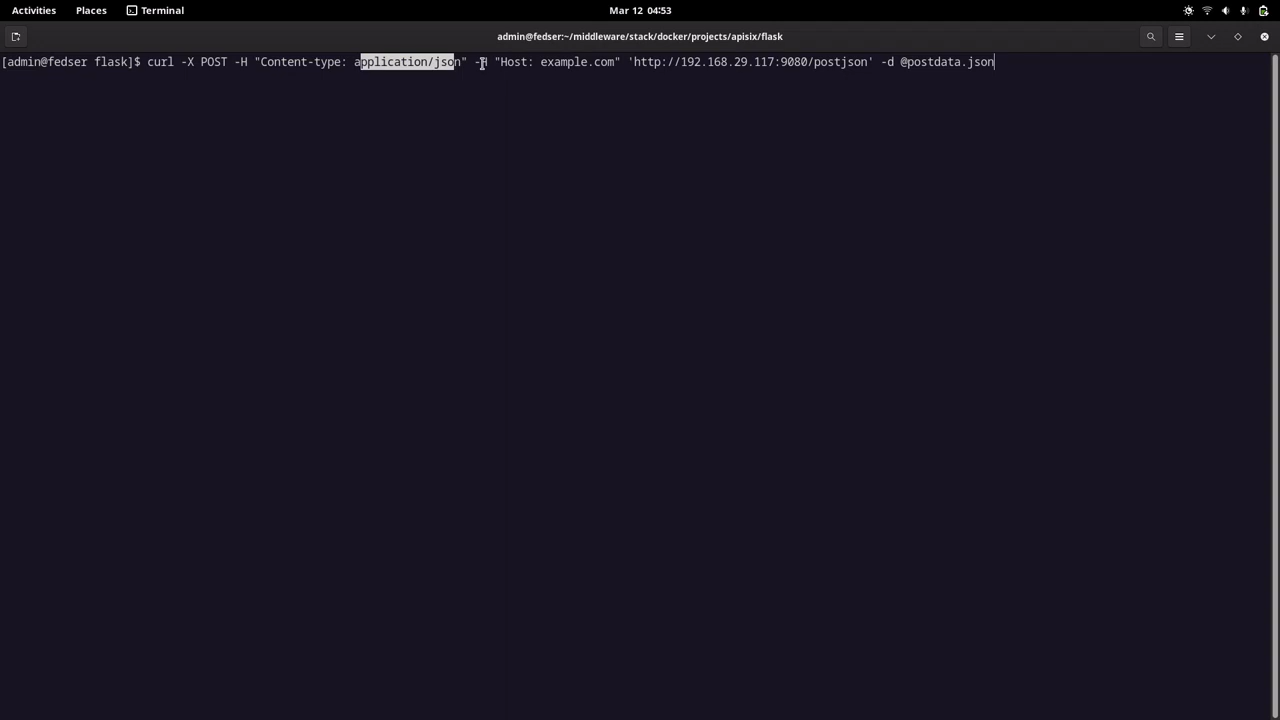 Activities Places Terminal Mar 12 04:53
admin@fedser:~/middleware/stack/docker/projects/apisix/flask
[admin@fedser flask]$ curl -X POST -H "Content-type: application/json" -H "Host: example.com" 'http://192.168.29.117:9080/postjson' -d @postdata.json